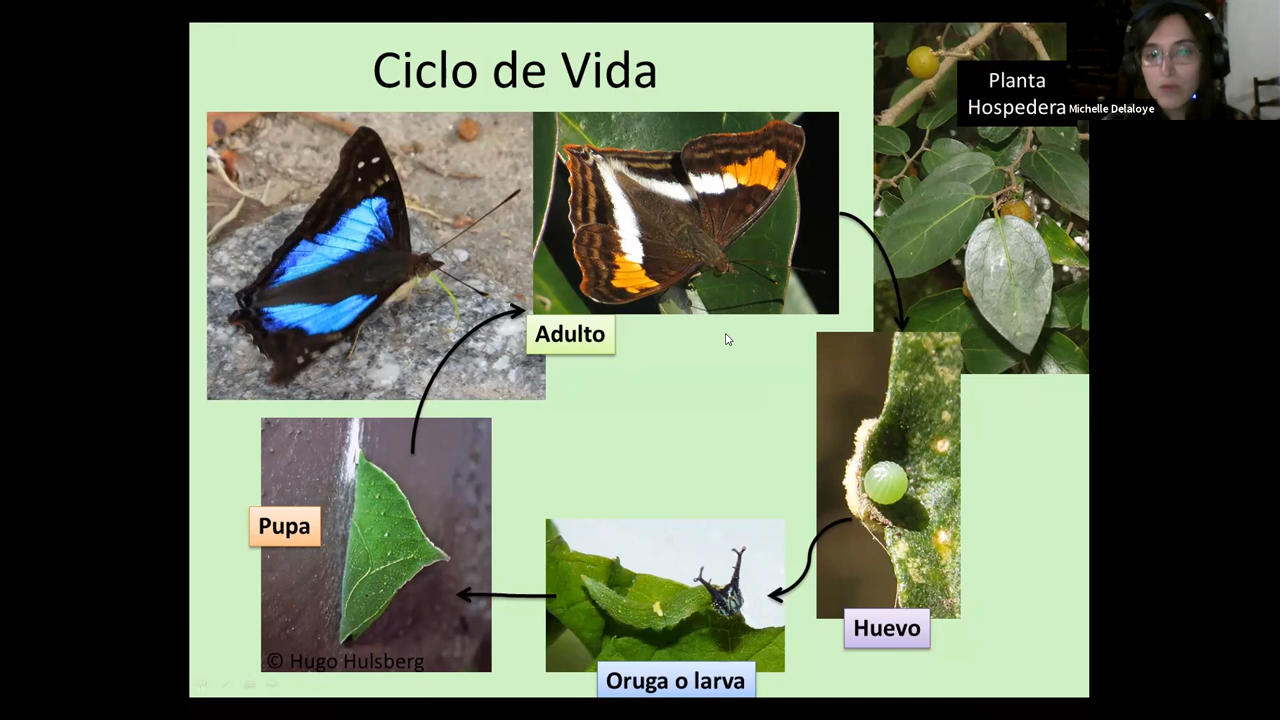 Ciclo de Vida
Planta
Hospedera
Michelle Delaloye
Adulto
Pupa
Huevo
© Hugo Hulsberg
Oruga o larva